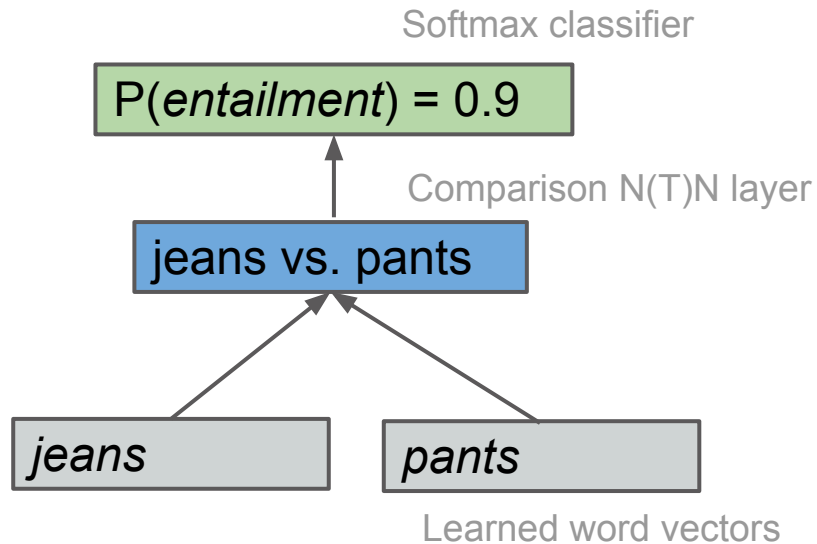 Softmax classifier
P(entailment) = 0.9
Comparison N(T)N layer
jeans vs. pants
jeans
pants
Learned word vectors